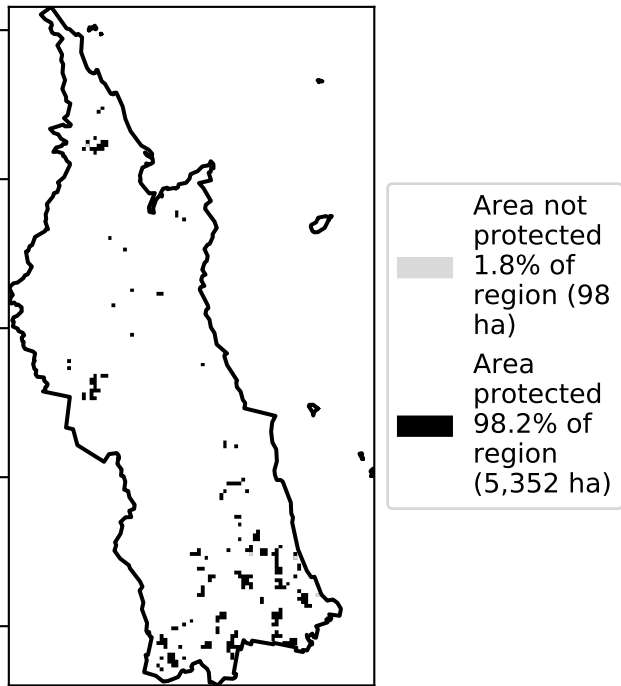 Area not
protected
1.8% of
region (98
ha)
Area
protected
98.2% of
region
(5,352 ha)